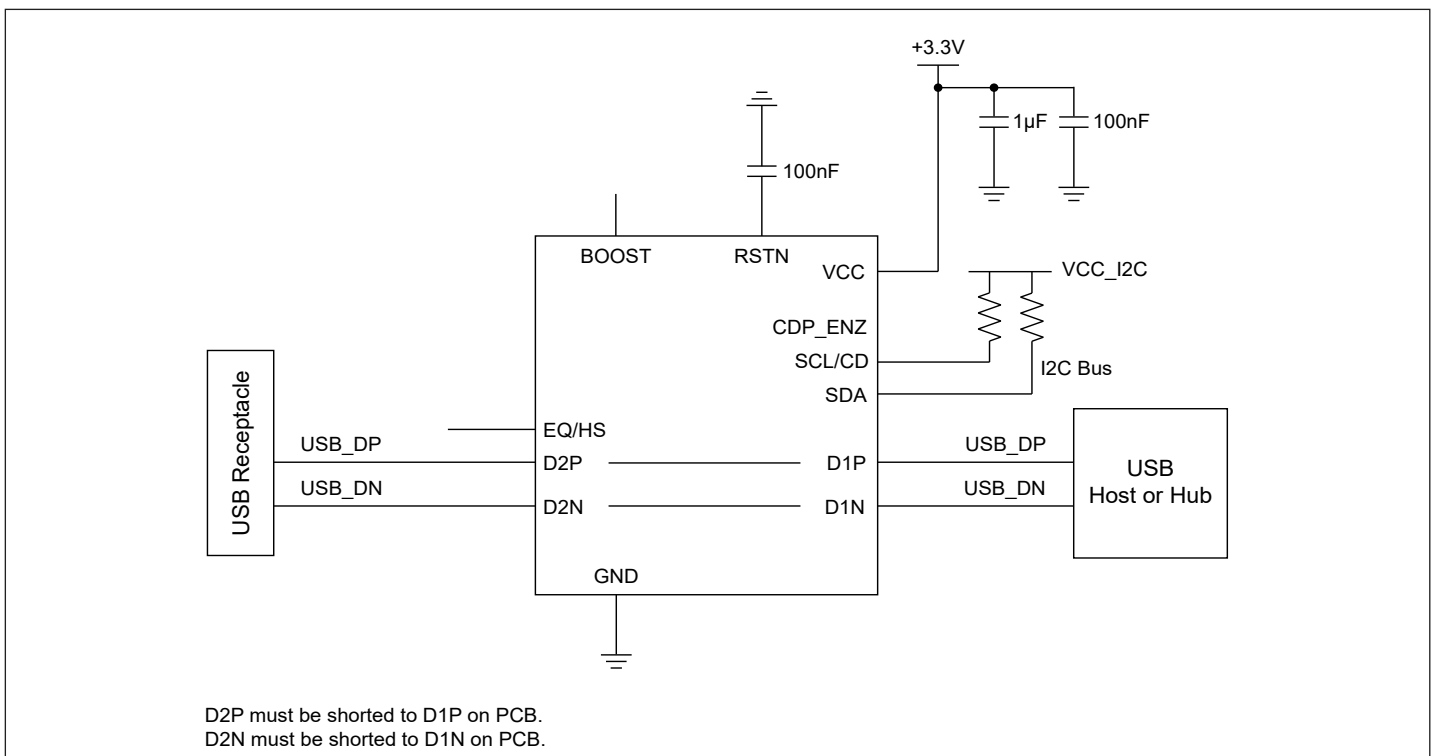 +3.3V
1µF
100nF
100nF
BOOST
RSTN
VCC
VCC_I2C
CDP_ENZ
SCL/CD
I2C Bus
SDA
USB Receptacle
EQ/HS
USB_DP
D2P
D1P
USB_DP
USB
Host or Hub
USB_DN
D2N
D1N
USB_DN
GND
D2P must be shorted to D1P on PCB.
D2N must be shorted to D1N on PCB.